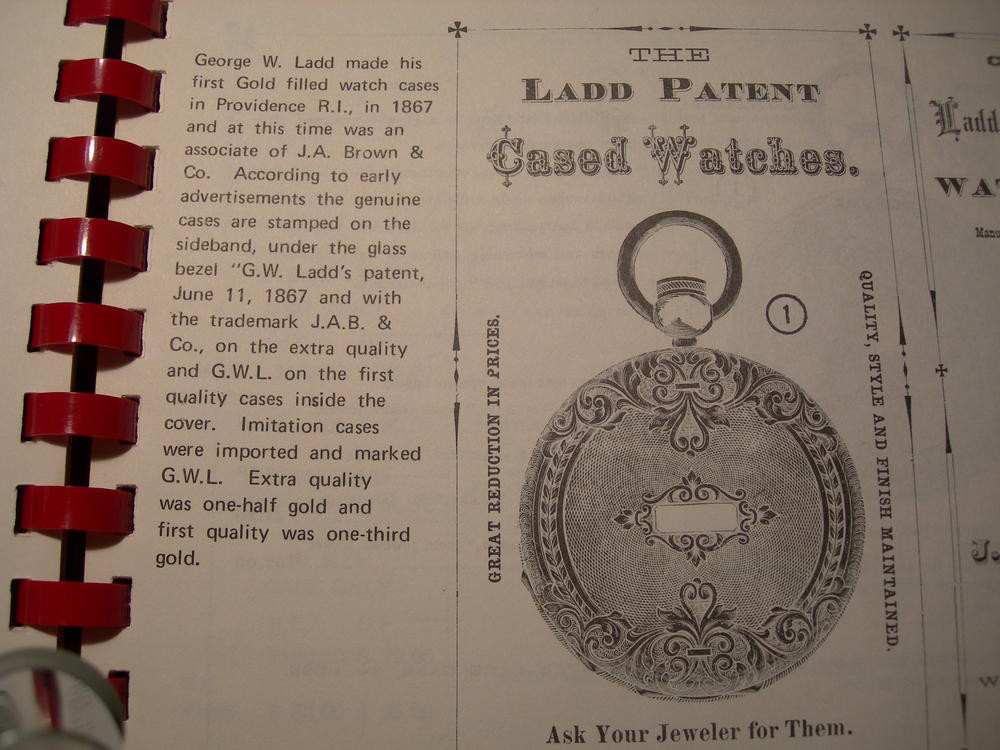 George W. Ladd made his
first Gold filled watch cases
in Providence R.I., in 1867
and at this time was an
associate of J.A. Brown &
Co. According to early
advertisements the genuine
cases are stamped on the
sideband, under the glass
bezel "G.W. Ladd's patent,
June 11, 1867 and with
the trademark J.A.B. &
Co., on the extra quality
and G.W.L. on the first
quality cases inside the
cover. Imitation cases
were imported and marked
G.W.L. Extra quality
was one-half gold and
first quality was one-third
gold.
THE
LADD PATENT
Cased Watches.
1
GREAT REDUCTION IN PRICES.
QUALITY, STYLE AND FINISH MAINTAINED.
Ask Your Jeweler for Them.
Ladd